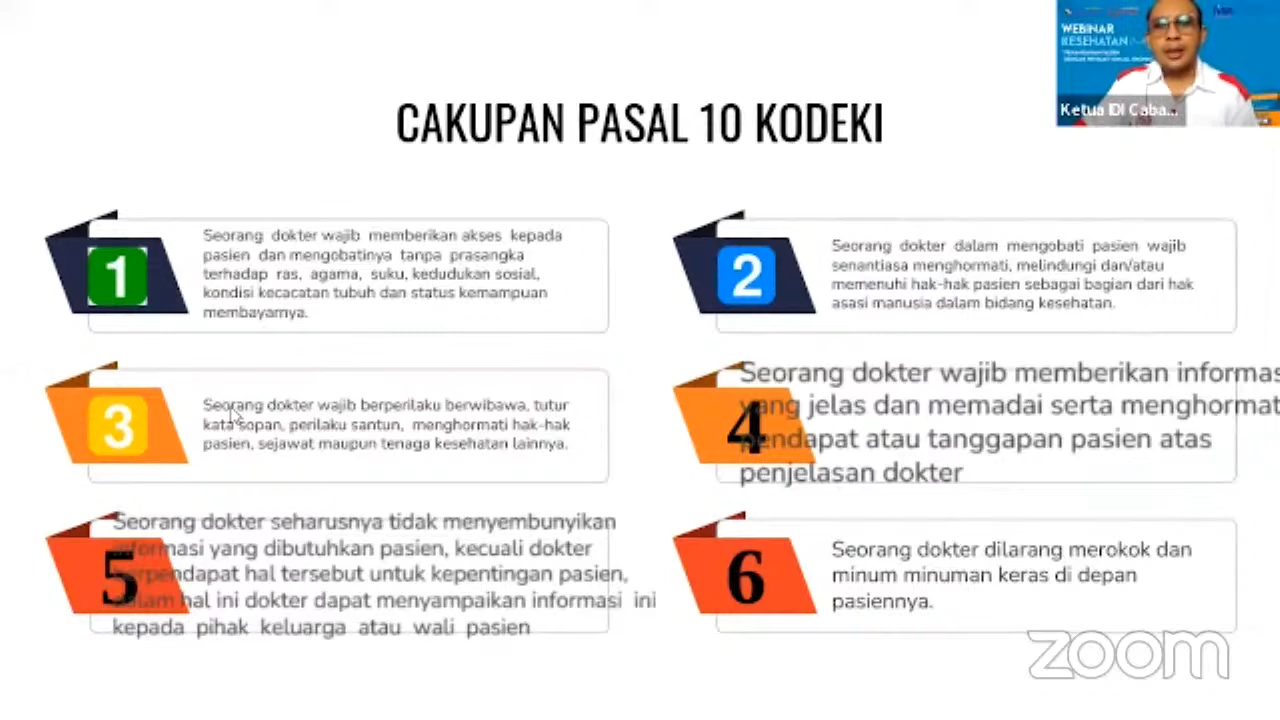 WEBINAR
KESEHATAN
Ketua IDI Caba...
CAKUPAN PASAL 10 KODEKI
1
Seorang dokter wajib memberikan akses kepada
pasien dan mengobatinya tanpa prasangka
terhadap ras, agama, suku, kedudukan sosial,
kondisi kecacatan tubuh dan status kemampuan
membayarnya.
2
Seorang dokter dalam mengobati pasien wajib
senantiasa menghormati, melindungi dan/atau
memenuhi hak-hak pasien sebagai bagian dari hak
asasi manusia dalam bidang kesehatan.
3
Seorang dokter wajib berperilaku berwibawa, tutur
kata sopan, perilaku santun, menghormati hak-hak
pasien, sejawat maupun tenaga kesehatan lainnya.
4
Seorang dokter wajib memberikan informas
yang jelas dan memadai serta menghormat
pendapat atau tanggapan pasien atas
penjelasan dokter
5
Seorang dokter seharusnya tidak menyembunyikan
informasi yang dibutuhkan pasien, kecuali dokter
berpendapat hal tersebut untuk kepentingan pasien,
dalam hal ini dokter dapat menyampaikan informasi ini
kepada pihak keluarga atau wali pasien
6
Seorang dokter dilarang merokok dan
minum minuman keras di depan
pasiennya.
zoom